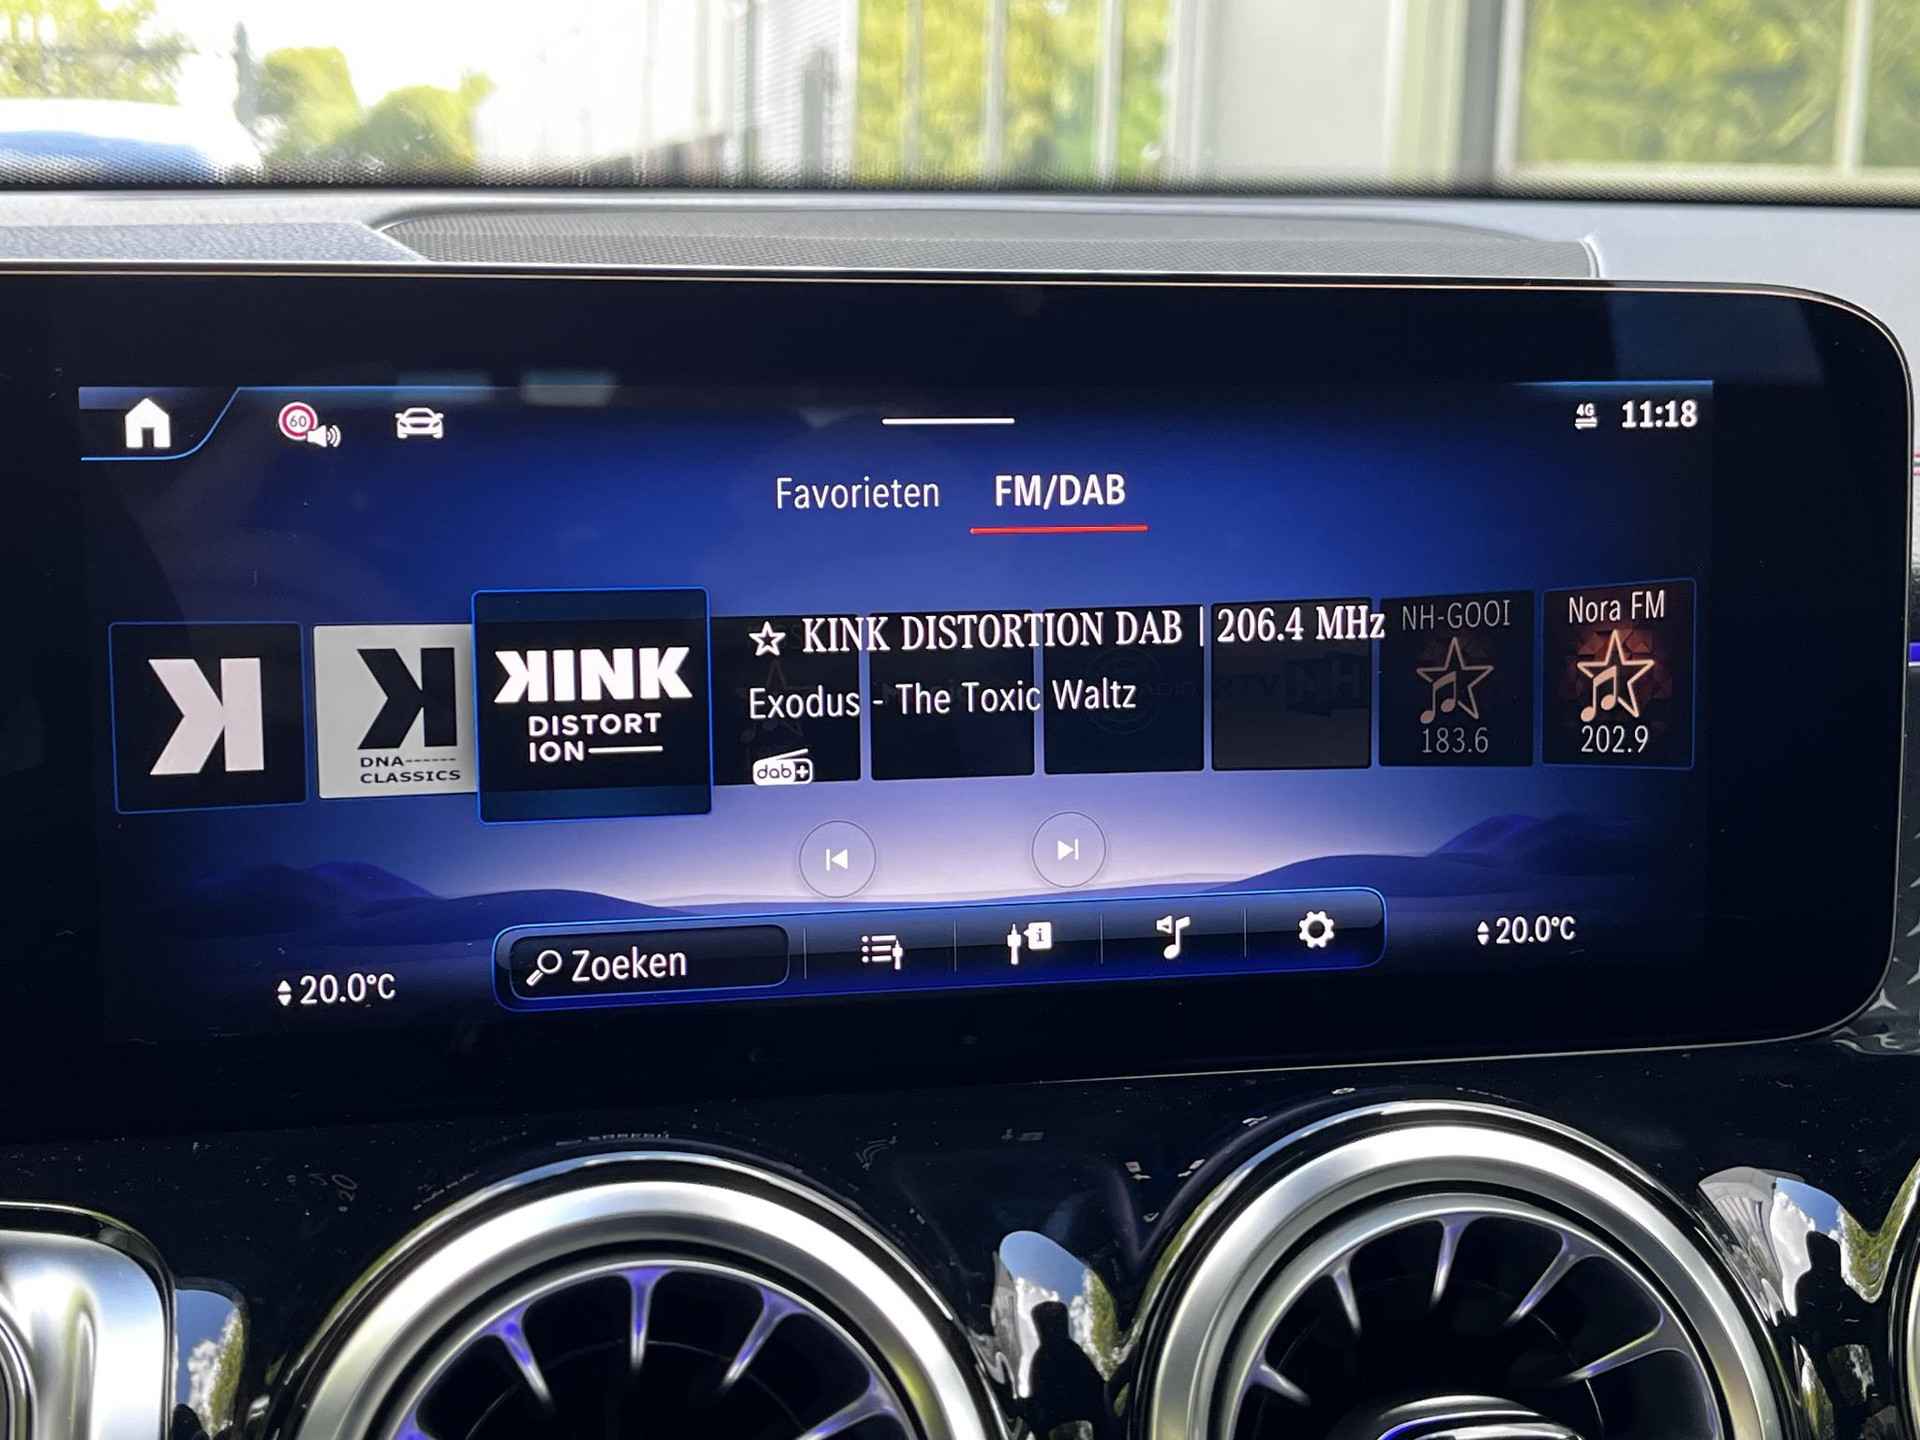 60
4G
11:18
Favorieten
FM/DAB
K
K
DNA
CLASSICS
KINK
DISTORT
ION
KINK DISTORTION DAB | 206.4 MHz
Exodus - The Toxic Waltz
dab+
NH-GOOI
183.6
Nora FM
202.9
20.0°C
Zoeken
i
20.0°C